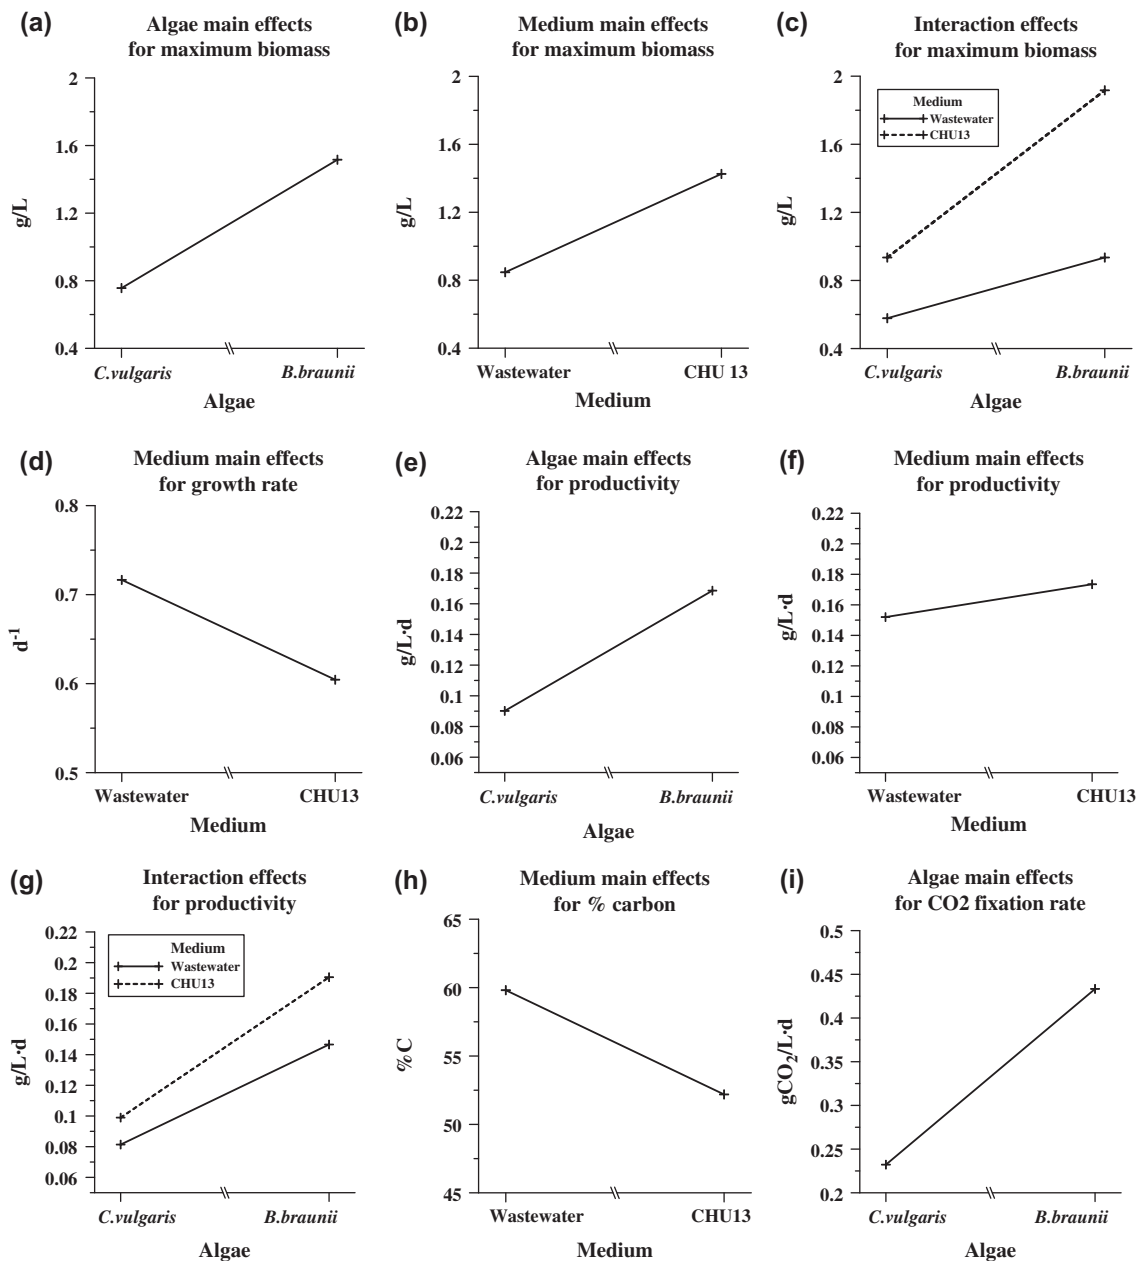 (a)
Algae main effects
for maximum biomass
2
1.6
1.2
0.8
0.4
g/L
C.vulgaris
B.braunii
Algae
(b)
Medium main effects
for maximum biomass
2
1.6
1.2
0.8
0.4
g/L
Wastewater
CHU 13
Medium
(c)
Interaction effects
for maximum biomass
2
1.6
1.2
0.8
0.4
g/L
Medium
Wastewater
CHU13
C.vulgaris
B.braunii
Algae
(d)
Medium main effects
for growth rate
0.8
0.7
0.6
0.5
d-1
Wastewater
CHU13
Medium
(e)
Algae main effects
for productivity
0.22
0.2
0.18
0.16
0.14
0.12
0.1
0.08
0.06
g/L·d
C.vulgaris
B.braunii
Algae
(f)
Medium main effects
for productivity
0.22
0.2
0.18
0.16
0.14
0.12
0.1
0.08
0.06
g/L·d
Wastewater
CHU13
Medium
(g)
Interaction effects
for productivity
0.22
0.2
0.18
0.16
0.14
0.12
0.1
0.08
0.06
g/L·d
Medium
Wastewater
CHU13
C.vulgaris
B.braunii
Algae
(h)
Medium main effects
for % carbon
65
60
55
50
45
%C
Wastewater
CHU13
Medium
(i)
Algae main effects
for CO2 fixation rate
0.5
0.45
0.4
0.35
0.3
0.25
0.2
gCO₂/L·d
C.vulgaris
B.braunii
Algae